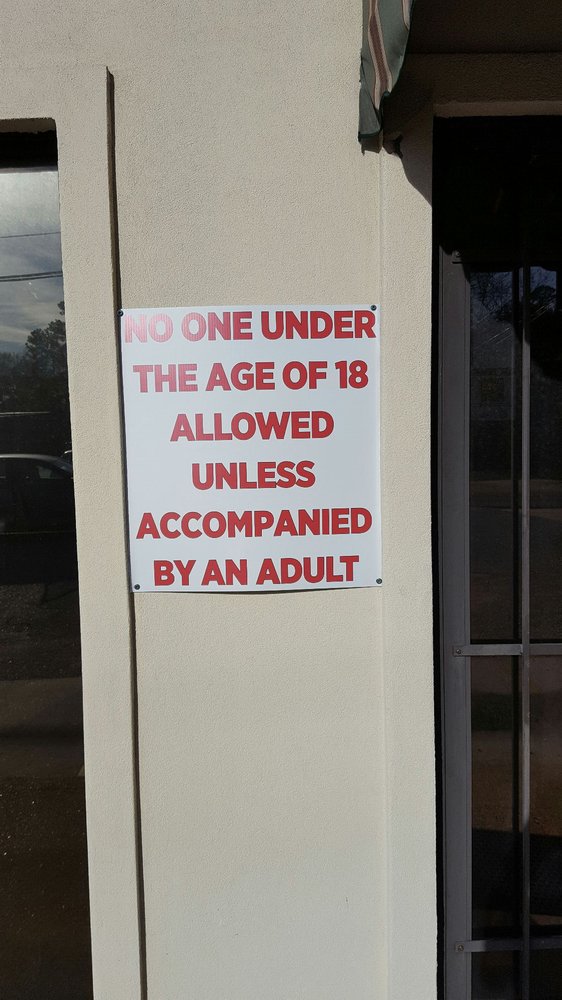 NO ONE UNDER
THE AGE OF 18
ALLOWED
UNLESS
ACCOMPANIED
BY AN ADULT